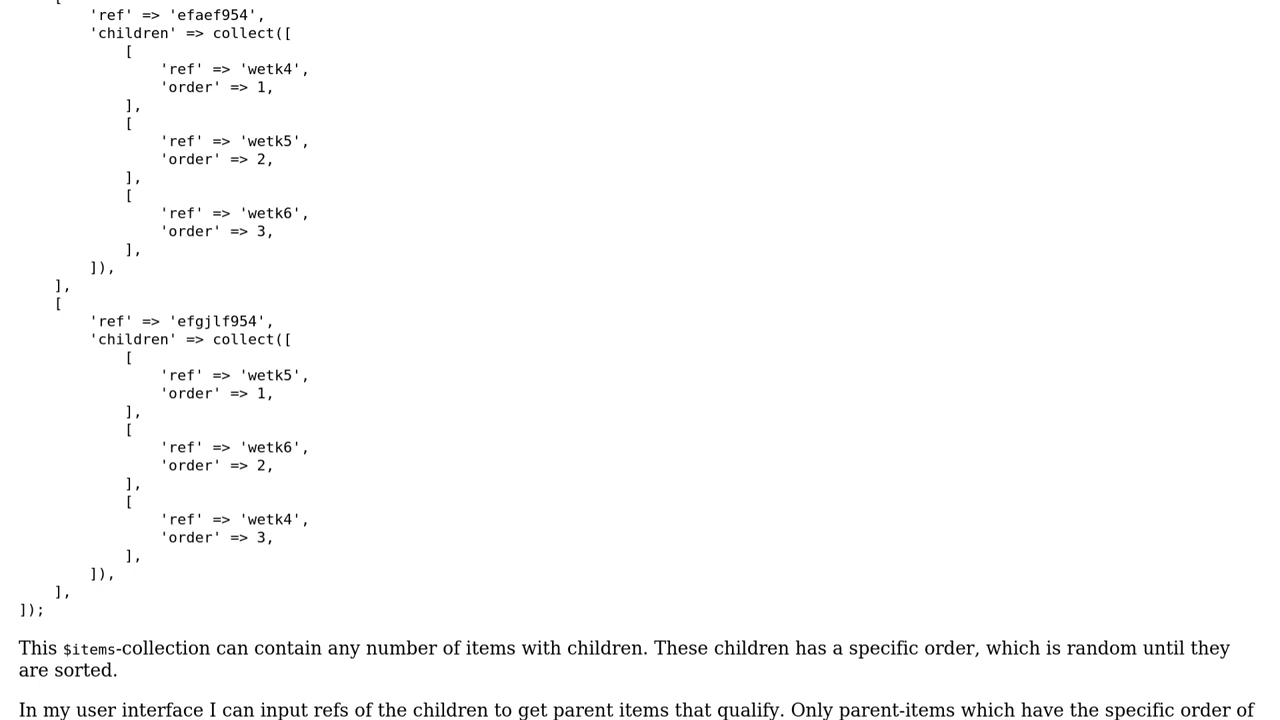 [
'ref' => 'efaef954',
'children' => collect([
[
'ref' => 'wetk4',
'order' => 1,
],
[
'ref' => 'wetk5',
'order' => 2,
],
[
'ref' => 'wetk6',
'order' => 3,
],
]),
],
[
'ref' => 'efgjlf954',
'children' => collect([
[
'ref' => 'wetk5',
'order' => 1,
],
[
'ref' => 'wetk6',
'order' => 2,
],
[
'ref' => 'wetk4',
'order' => 3,
],
]),
],
]);
This $items-collection can contain any number of items with children. These children has a specific order, which is random until they
are sorted.
In my user interface I can input refs of the children to get parent items that qualify. Only parent-items which have the specific order of